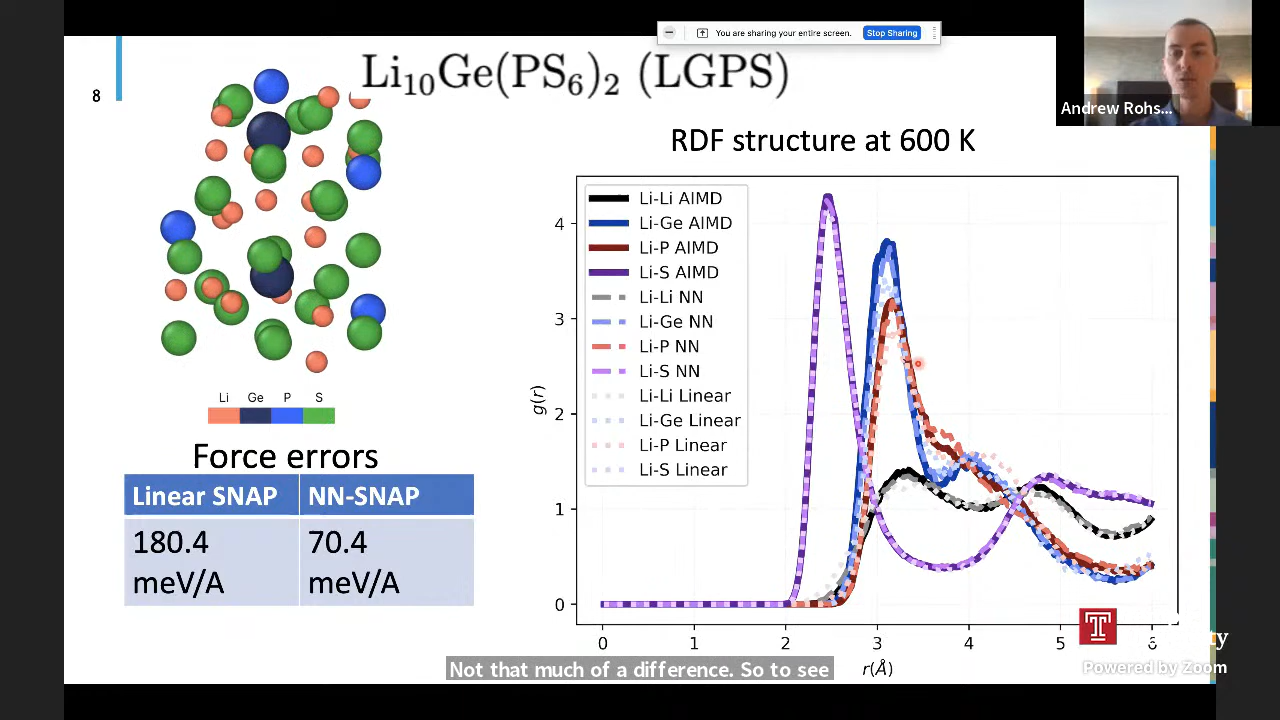 You are sharing your entire screen.
Stop Sharing
Andrew Rohs...
8
Li10Ge(PS6)2 (LGPS)
RDF structure at 600 K
Li-Li AIMD
Li-Ge AIMD
Li-P AIMD
Li-S AIMD
Li-Li NN
Li-Ge NN
Li-P NN
Li-S NN
Li-Li Linear
Li-Ge Linear
Li-P Linear
Li-S Linear
4
3
2
1
0
g(r)
0 1 2 3 4 5 6
r(Å)
Li Ge P S
Force errors
Linear SNAP NN-SNAP
180.4 70.4
meV/A meV/A
Not that much of a difference. So to see
T
Powered by Zoom